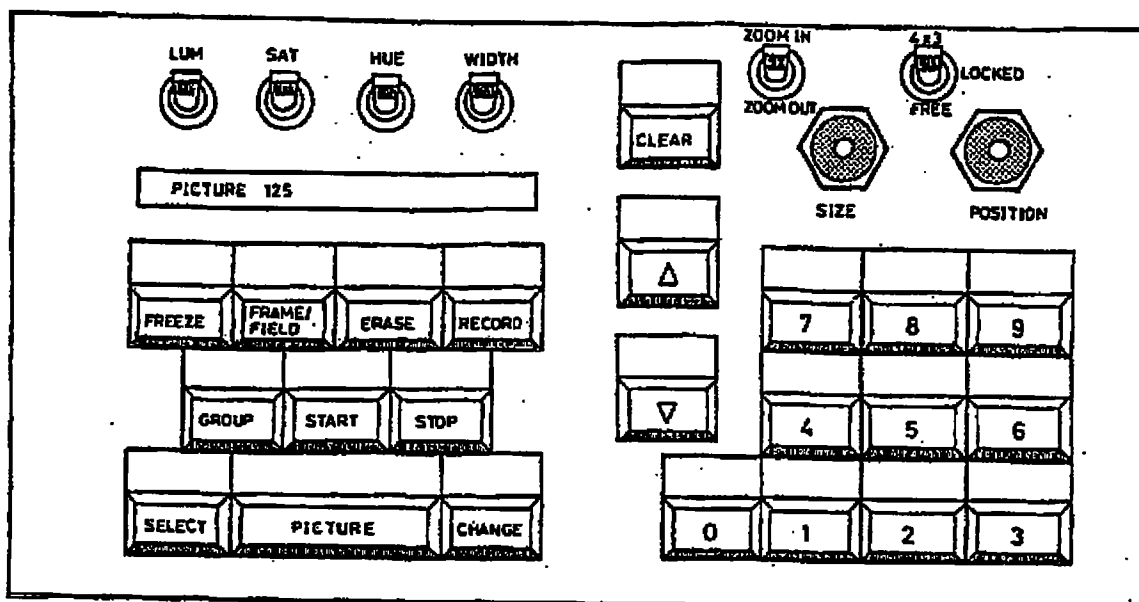 LUM SAT HUE WIDTH
ZOOM IN
ZOOM OUT
4x3
LOCKED
FREE
CLEAR
PICTURE 125
SIZE POSITION
△
▽
FREEZE FRAME/
FIELD ERASE RECORD
GROUP START STOP
SELECT PICTURE CHANGE
7 8 9
4 5 6
0 1 2 3